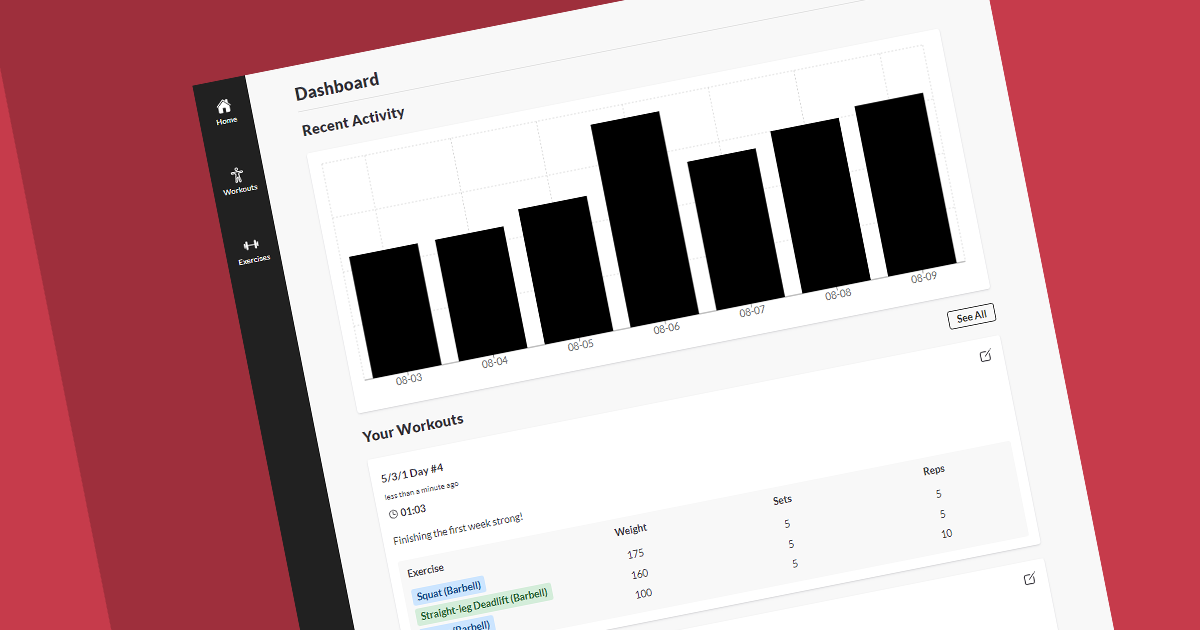 Home
Workouts
Exercises
Dashboard
Recent Activity
08-03
08-04
08-05
08-06
08-07
08-08
08-09
See All
Your Workouts
5/3/1 Day #4
less than a minute ago
01:03
Finishing the first week strong!
Exercise Weight Sets Reps
Squat (Barbell) 175 5 5
Straight-leg Deadlift (Barbell) 160 5 5
(Barbell) 100 5 10